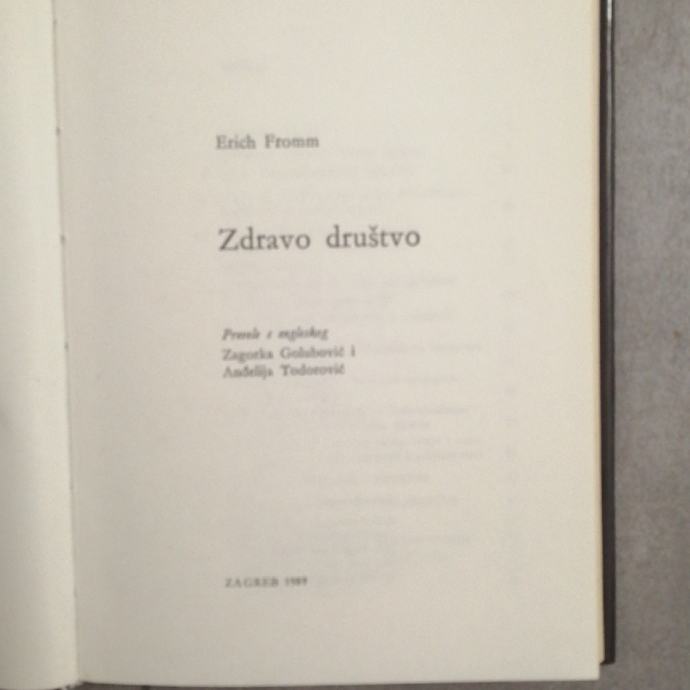 Erich Fromm
Zdravo društvo
Prevele s engleskog
Zagorka Golubović i
Anđelija Todorović
ZAGREB 1989